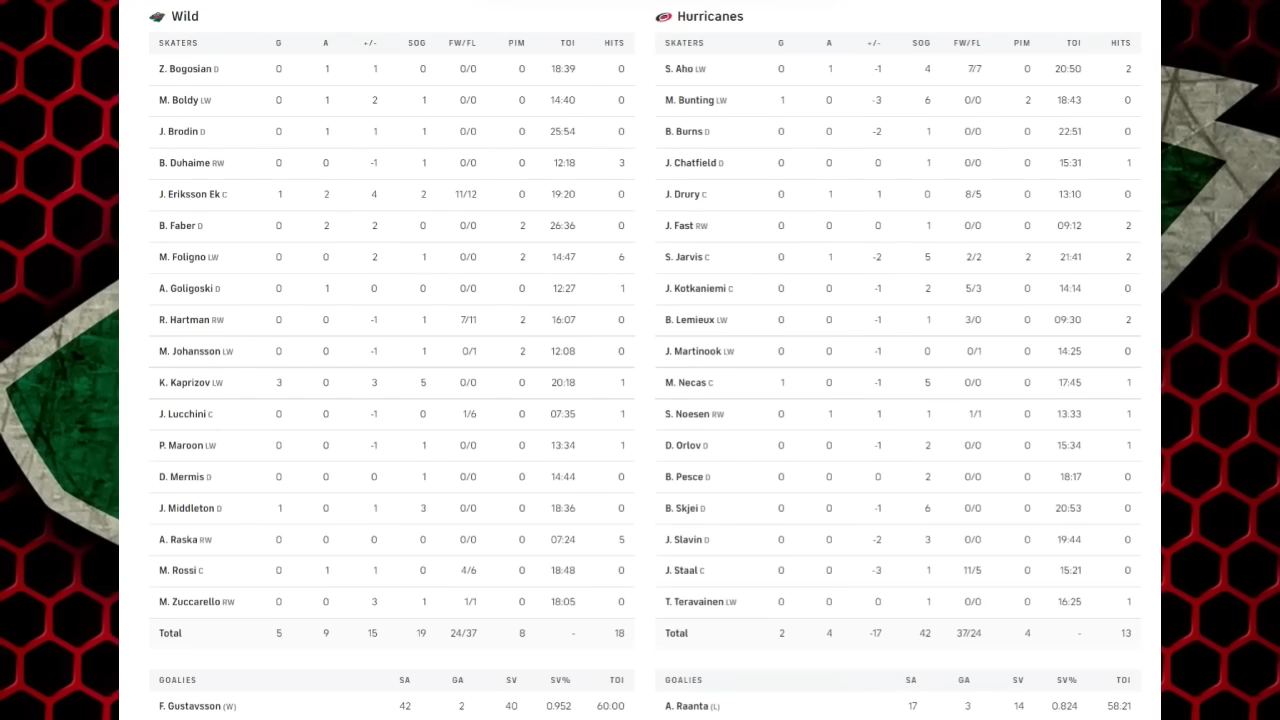 Wild
SKATERS G A +/- SOG FW/FL PIM TOI HITS
Z. Bogosian D 0 1 1 0 0/0 0 18:39 0
M. Boldy LW 0 1 2 1 0/0 0 14:40 0
J. Brodin D 0 1 1 1 0/0 0 25:54 0
B. Duhaime RW 0 0 -1 1 0/0 0 12:18 3
J. Eriksson Ek C 1 2 4 2 11/12 0 19:20 0
B. Faber D 0 2 2 0 0/0 2 26:36 0
M. Foligno LW 0 0 2 1 0/0 2 14:47 6
A. Goligoski D 0 1 0 0 0/0 0 12:27 1
R. Hartman RW 0 0 -1 1 7/11 2 16:07 0
M. Johansson LW 0 0 -1 1 0/1 2 12:08 0
K. Kaprizov LW 3 0 3 5 0/0 0 20:18 1
J. Lucchini C 0 0 -1 0 1/6 0 07:35 1
P. Maroon LW 0 0 -1 1 0/0 0 13:34 1
D. Mermis D 0 0 0 1 0/0 0 14:44 0
J. Middleton D 1 0 1 3 0/0 0 18:36 0
A. Raska RW 0 0 0 0 0/0 0 07:24 5
M. Rossi C 0 1 1 0 4/6 0 18:48 0
M. Zuccarello RW 0 0 3 1 1/1 0 18:05 0
Total 5 9 15 19 24/37 8 - 18
GOALIES SA GA SV SV% TOI
F. Gustavsson (W) 42 2 40 0.952 60:00
Hurricanes
SKATERS G A +/- SOG FW/FL PIM TOI HITS
S. Aho LW 0 1 -1 4 7/7 0 20:50 2
M. Bunting LW 1 0 -3 6 0/0 2 18:43 0
B. Burns D 0 0 -2 1 0/0 0 22:51 0
J. Chatfield D 0 0 0 1 0/0 0 15:31 1
J. Drury C 0 1 1 0 8/5 0 13:10 0
J. Fast RW 0 0 0 1 0/0 0 09:12 2
S. Jarvis C 0 1 -2 5 2/2 2 21:41 2
J. Kotkaniemi C 0 0 -1 2 5/3 0 14:14 0
B. Lemieux LW 0 0 -1 1 3/0 0 09:30 2
J. Martinook LW 0 0 -1 0 0/1 0 14:25 0
M. Necas C 1 0 -1 5 0/0 0 17:45 1
S. Noesen RW 0 1 1 1 1/1 0 13:33 1
D. Orlov D 0 0 -1 2 0/0 0 15:34 1
B. Pesce D 0 0 0 2 0/0 0 18:17 0
B. Skjei D 0 0 -1 6 0/0 0 20:53 0
J. Slavin D 0 0 -2 3 0/0 0 19:44 0
J. Staal C 0 0 -3 1 11/5 0 15:21 0
T. Teravainen LW 0 0 0 1 0/0 0 16:25 1
Total 2 4 -17 42 37/24 4 - 13
GOALIES SA GA SV SV% TOI
A. Raanta (L) 17 3 14 0.824 58:21